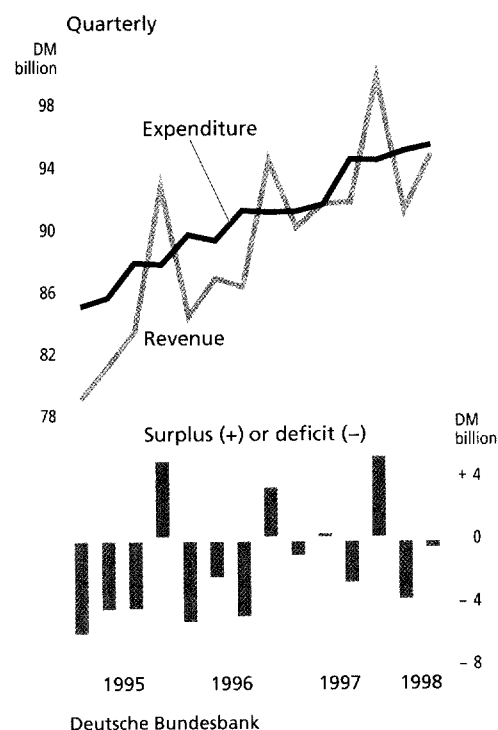 Quarterly
DM
billion
98
94
90
86
82
78
Expenditure
Revenue
Surplus (+) or deficit (–)
DM
billion
+ 4
0
– 4
– 8
1995 1996 1997 1998
Deutsche Bundesbank